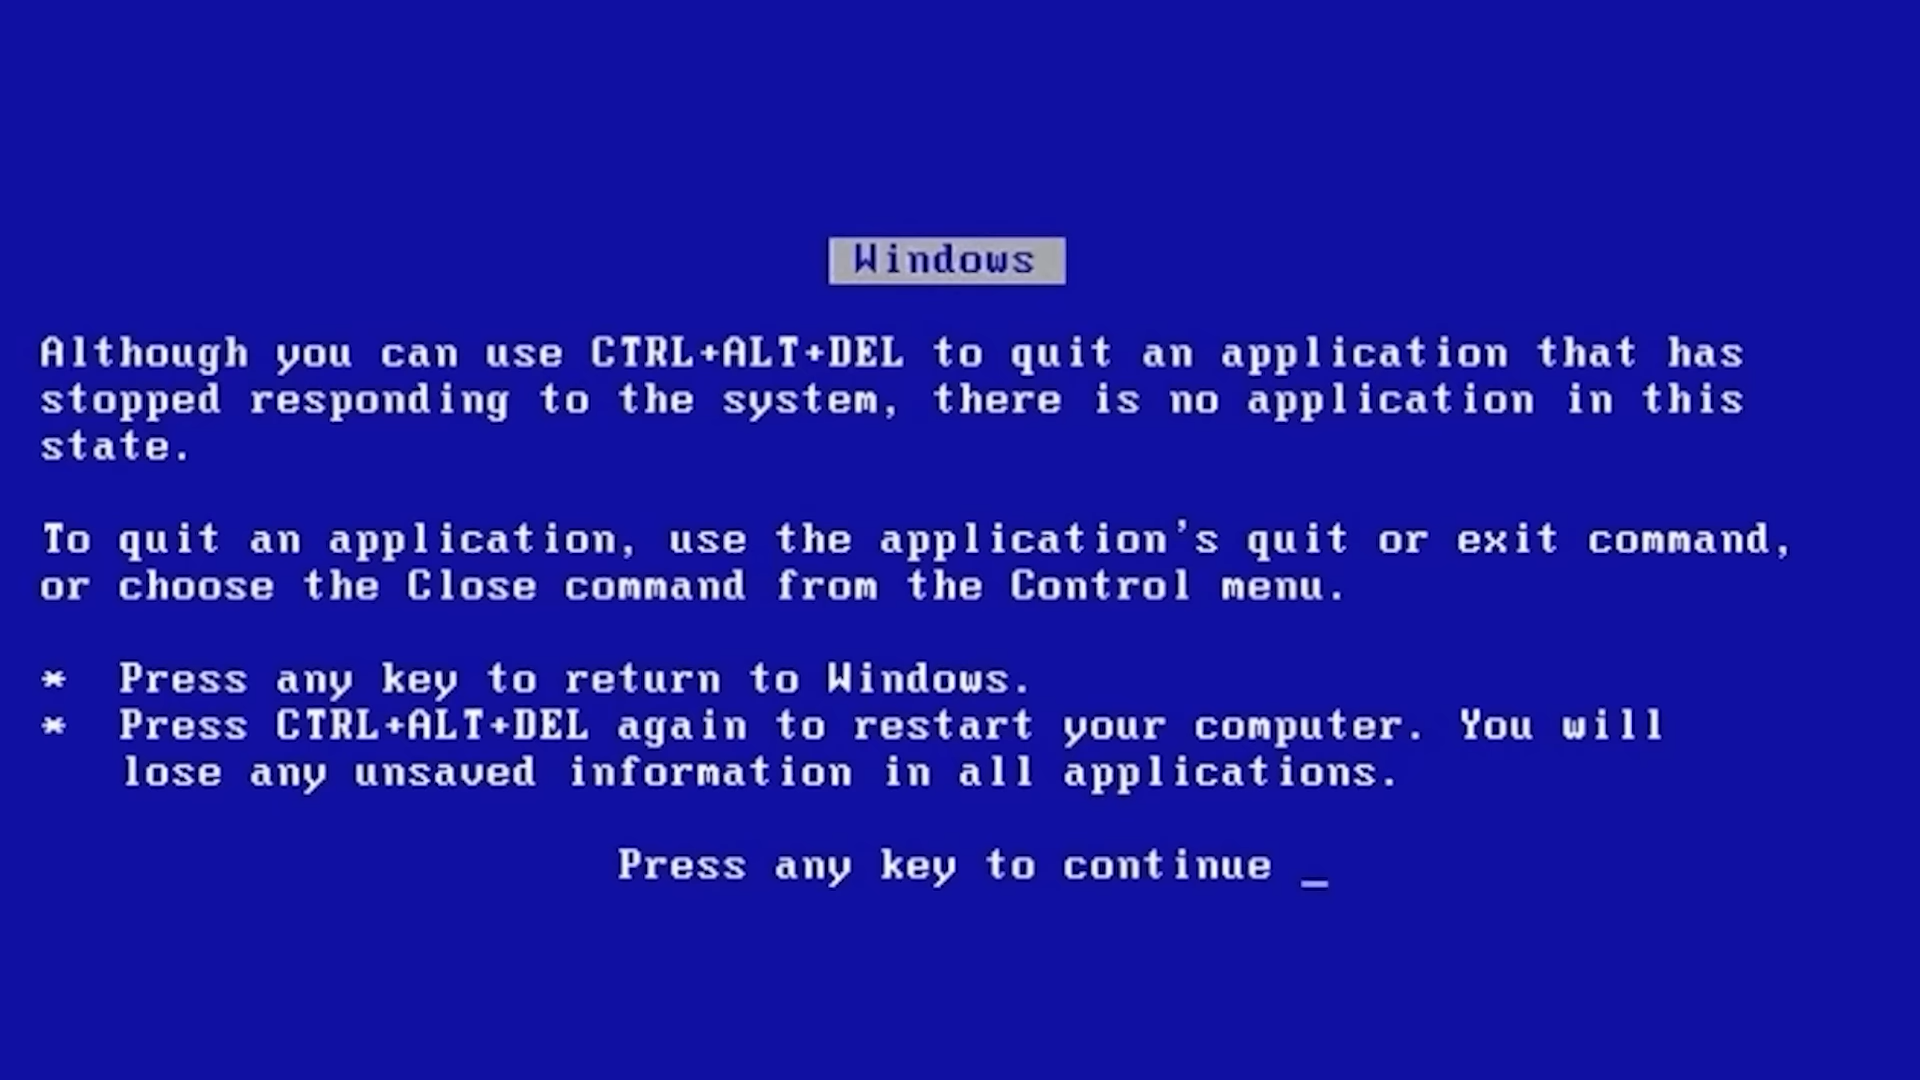 Windows
Although you can use CTRL+ALT+DEL to quit an application that has
stopped responding to the system, there is no application in this
state.
To quit an application, use the application's quit or exit command,
or choose the Close command from the Control menu.
* Press any key to return to Windows.
* Press CTRL+ALT+DEL again to restart your computer. You will
lose any unsaved information in all applications.
Press any key to continue _